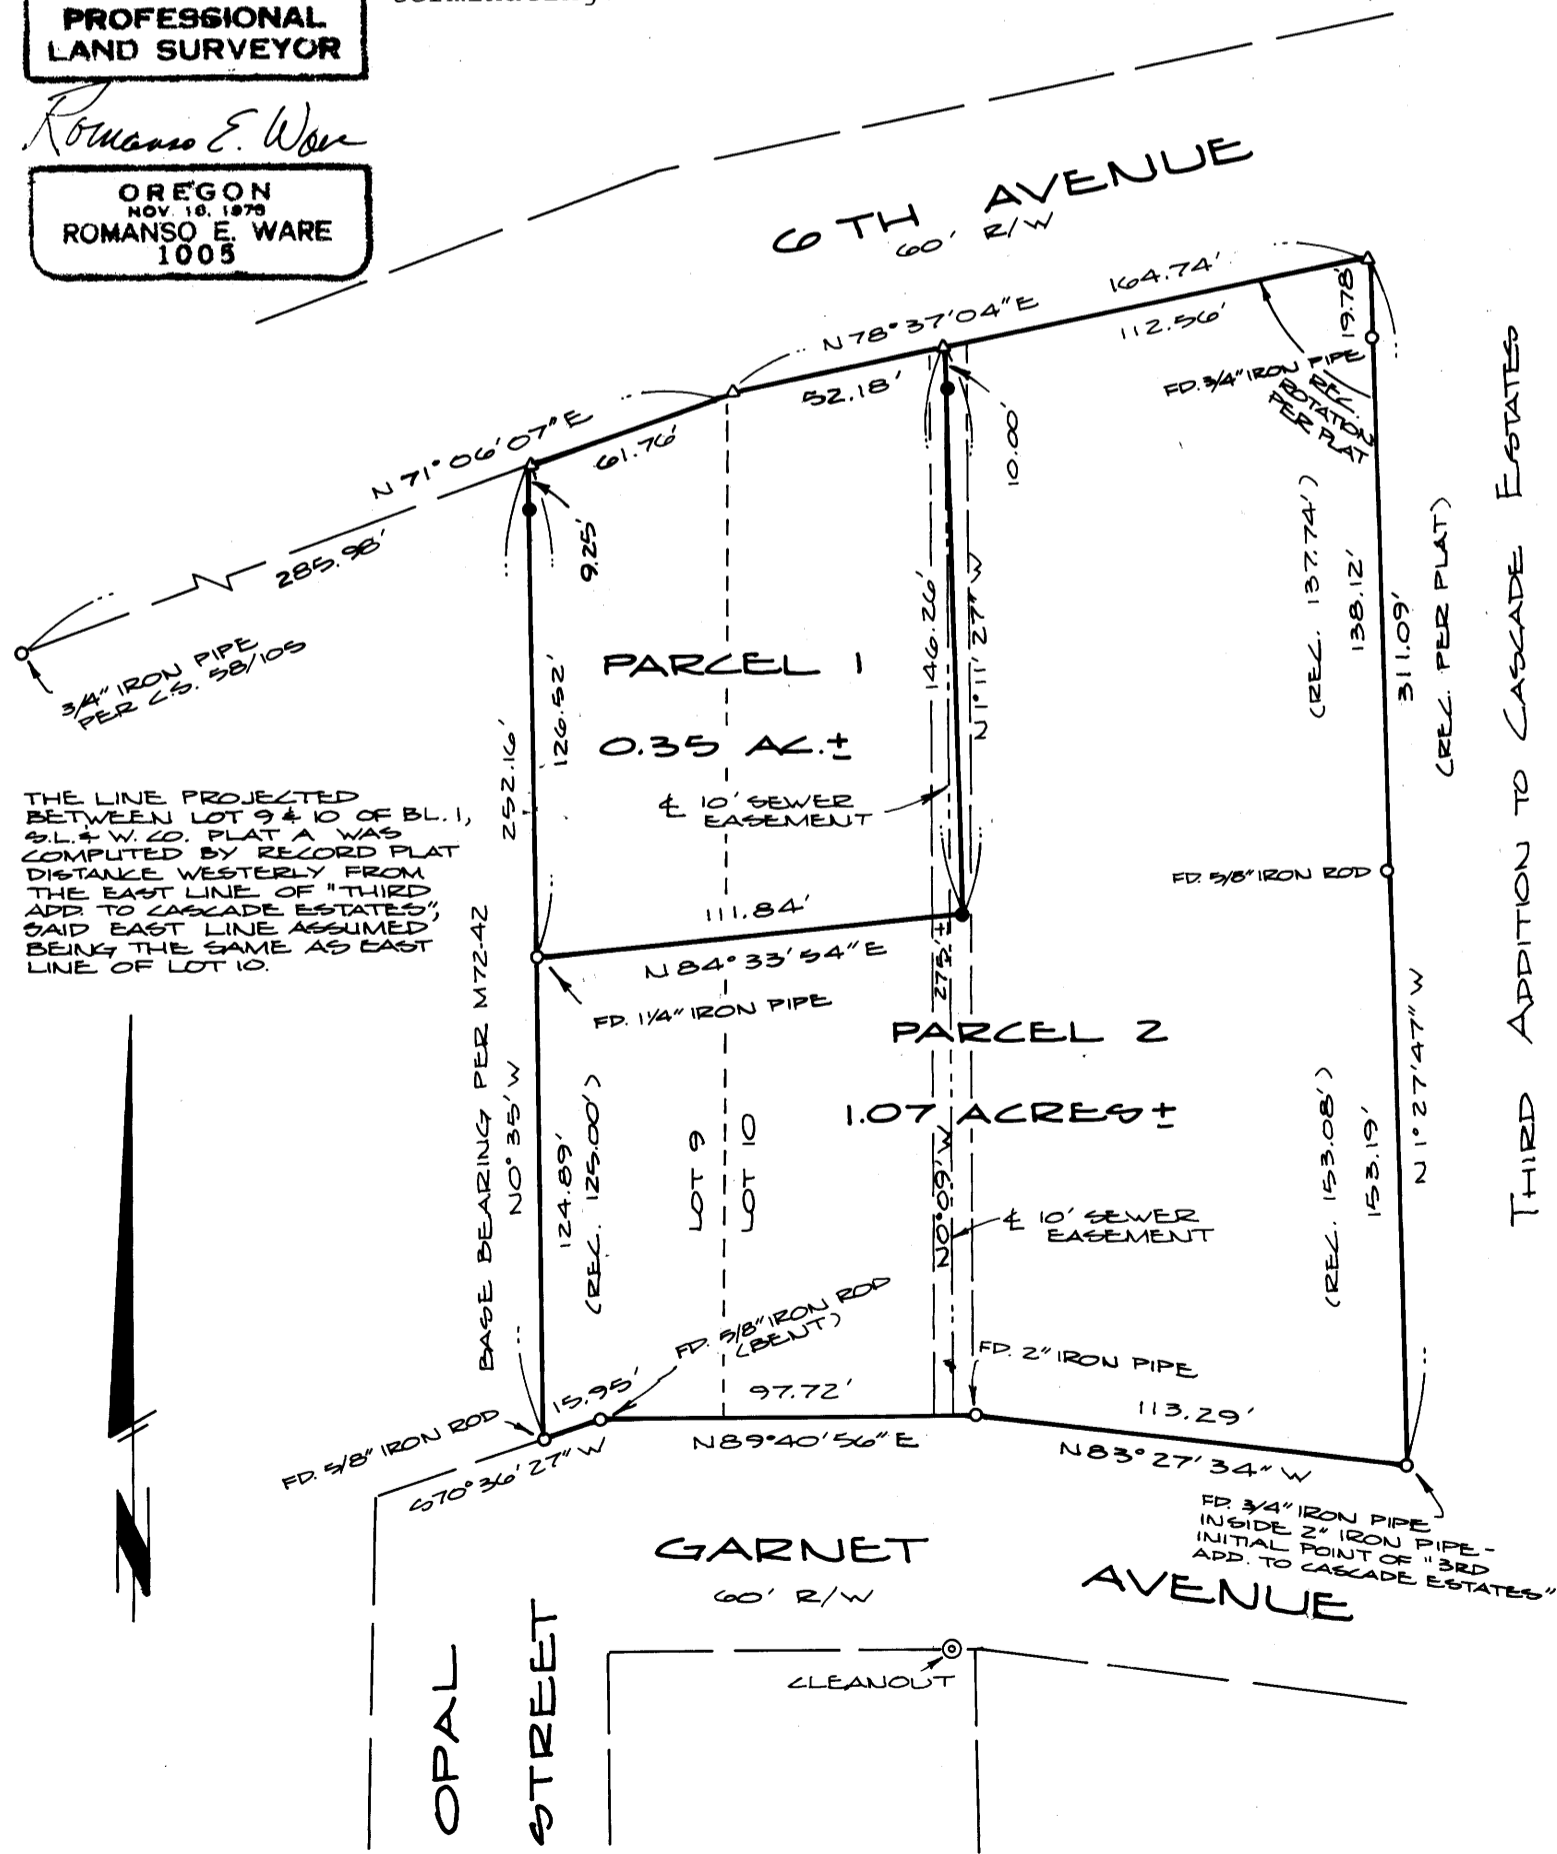 PROFESSIONAL
LAND SURVEYOR
Romanso E. Ware
OREGON
ROMANSO E. WARE
1005
6TH AVENUE
60' R/W
164.74'
N78°37'04"E
112.56'
52.18'
19.78'
FD. 3/4" IRON PIPE
REC.
ROTATION
PER PLAT
N71°06'07"E
61.76'
285.98'
9.25'
10.00'
3/4" IRON PIPE
PER C.S. 58/105
PARCEL 1
0.35 AC.±
252.16'
126.52'
146.26'
N1°11'27"W
℄ 10' SEWER
EASEMENT
(REC. 137.74')
138.12'
311.09'
(REC. PER PLAT)
THIRD ADDITION TO CASCADE ESTATES
THE LINE PROJECTED
BETWEEN LOT 9 & 10 OF BL. 1,
S.L. & W. CO. PLAT A WAS
COMPUTED BY RECORD PLAT
DISTANCE WESTERLY FROM
THE EAST LINE OF "THIRD
ADD. TO CASCADE ESTATES",
SAID EAST LINE ASSUMED
BEING THE SAME AS EAST
LINE OF LOT 10.
FD. 5/8" IRON ROD
111.84'
N84°33'54"E
275'±
FD. 1 1/4" IRON PIPE
PARCEL 2
1.07 ACRES±
BASE BEARING PER M72-42
N0°35'W
124.89'
(REC. 125.00')
LOT 9
LOT 10
N0°09'W
℄ 10' SEWER
EASEMENT
(REC. 153.08')
153.19'
N1°27'47"W
FD. 5/8" IRON ROD
(BENT)
FD. 2" IRON PIPE
15.95'
97.72'
113.29'
FD. 5/8" IRON ROD
S70°36'27"W
N89°40'56"E
N83°27'34"W
FD. 3/4" IRON PIPE
INSIDE 2" IRON PIPE-
INITIAL POINT OF "3RD
ADD. TO CASCADE ESTATES"
GARNET
AVENUE
60' R/W
CLEANOUT
OPAL
STREET
N